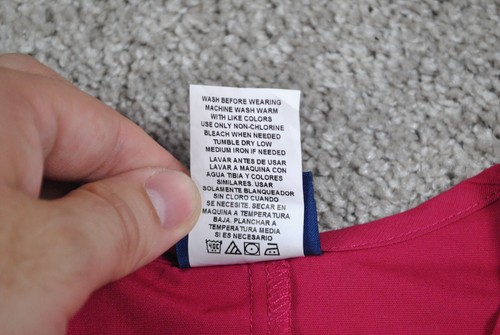 WASH BEFORE WEARING
MACHINE WASH WARM
WITH LIKE COLORS
USE ONLY NON-CHLORINE
BLEACH WHEN NEEDED
TUMBLE DRY LOW
MEDIUM IRON IF NEEDED
LAVAR ANTES DE USAR
LAVAR A MAQUINA CON
AGUA TIBIA Y COLORES
SIMILARES. USAR
SOLAMENTE BLANQUEADOR
SIN CLORO CUANDO
SE NECESITE. SECAR EN
MAQUINA A TEMPERATURA
BAJA. PLANCHAR A
TEMPERATURA MEDIA
SI ES NECESARIO